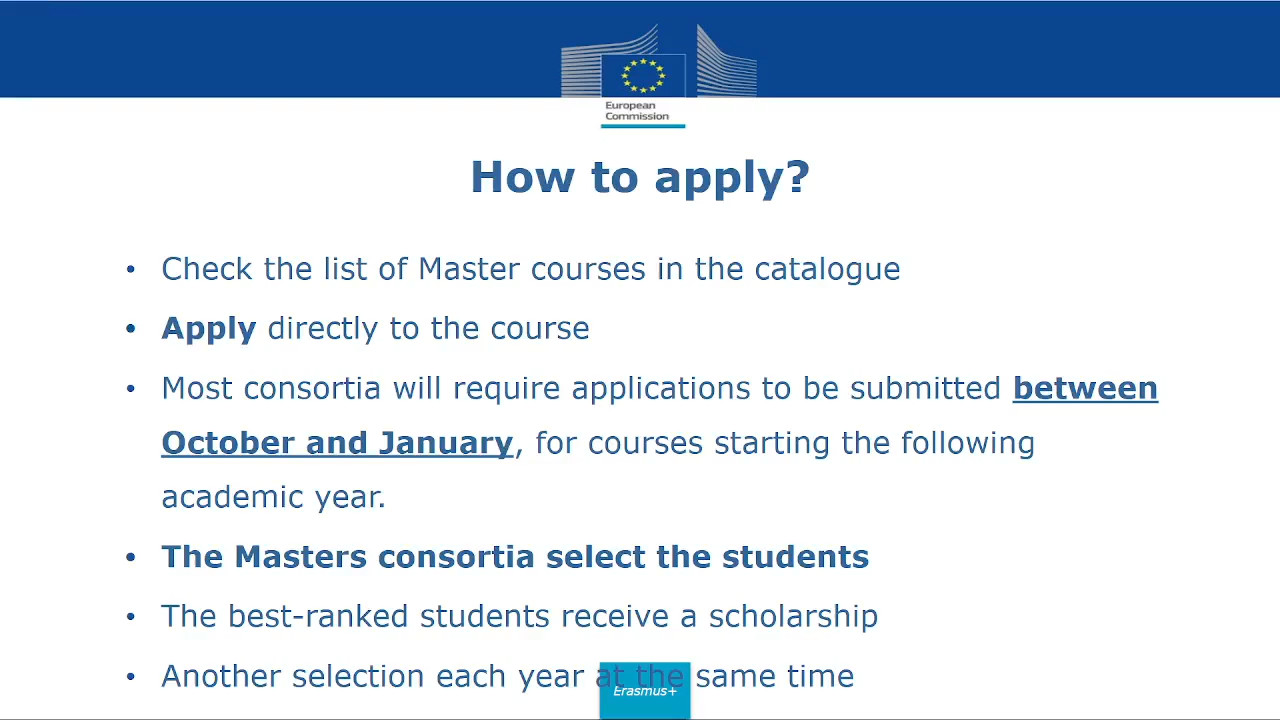 European
Commission
How to apply?
• Check the list of Master courses in the catalogue
• Apply directly to the course
• Most consortia will require applications to be submitted between
October and January, for courses starting the following
academic year.
• The Masters consortia select the students
• The best-ranked students receive a scholarship
• Another selection each year at the same time
Erasmus+